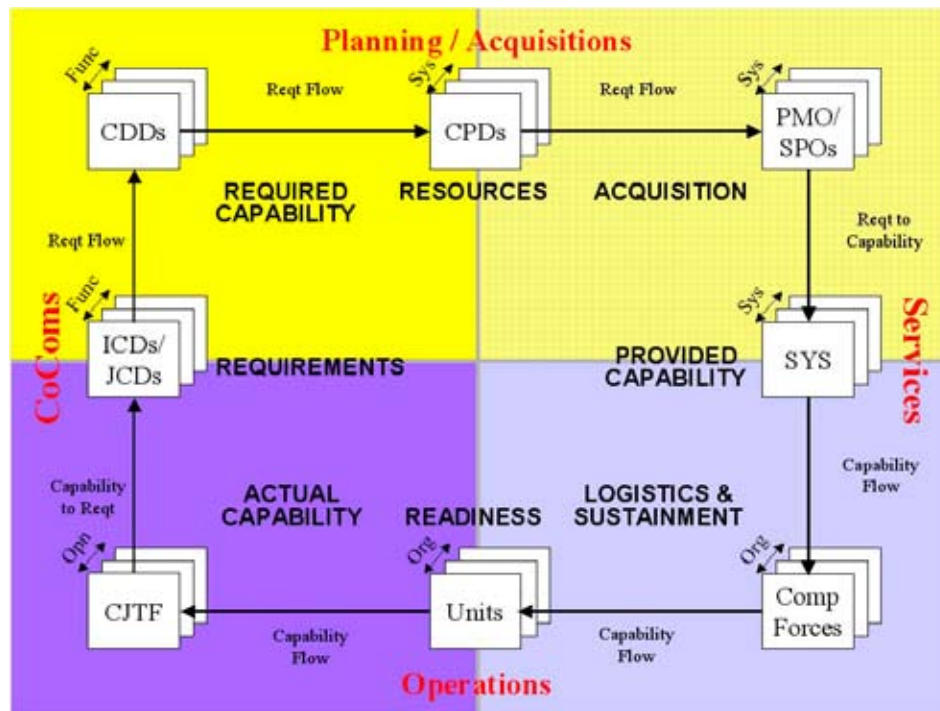 Planning / Acquisitions
Func
CDDs
Reqt Flow
Sys
CPDs
Reqt Flow
Sys
PMO/
SPOs
REQUIRED
CAPABILITY
RESOURCES
ACQUISITION
Reqt Flow
Reqt to
Capability
Func
ICDs/
JCDs
REQUIREMENTS
CoComs
PROVIDED
CAPABILITY
Sys
SYS
Services
Capability
to Reqt
ACTUAL
CAPABILITY
READINESS
LOGISTICS &
SUSTAINMENT
Capability
Flow
Opn
CJTF
Capability
Flow
Org
Units
Capability
Flow
Org
Comp
Forces
Operations